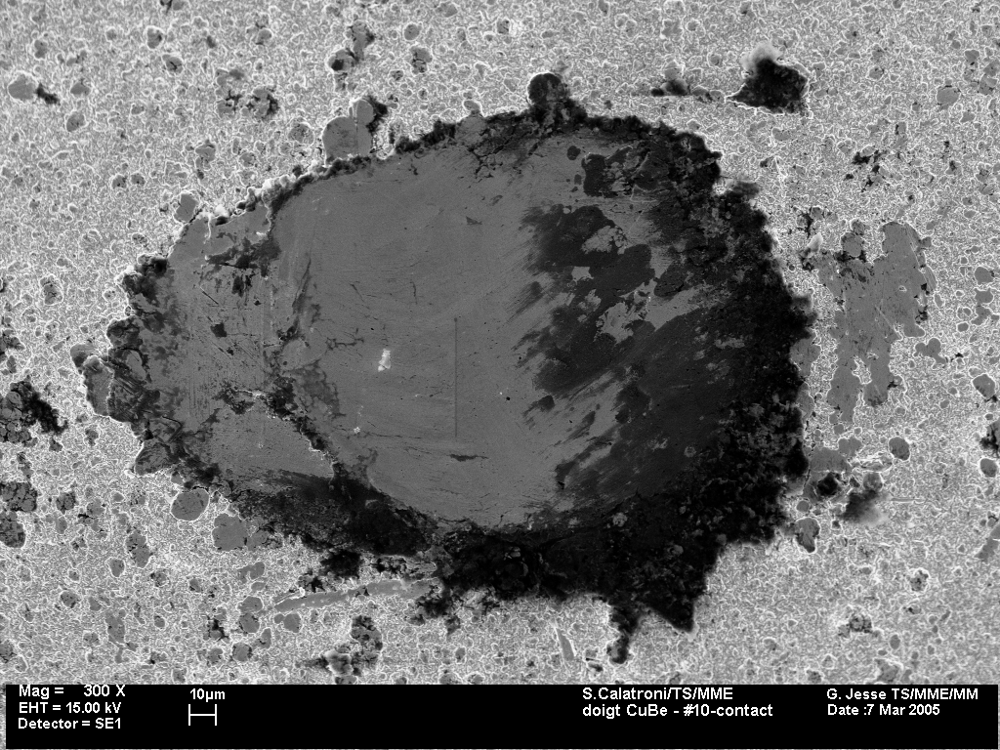 Mag = 300 X
EHT = 15.00 kV
Detector = SE1
10µm
S.Calatroni/TS/MME
doigt CuBe - #10-contact
G. Jesse TS/MME/MM
Date :7 Mar 2005